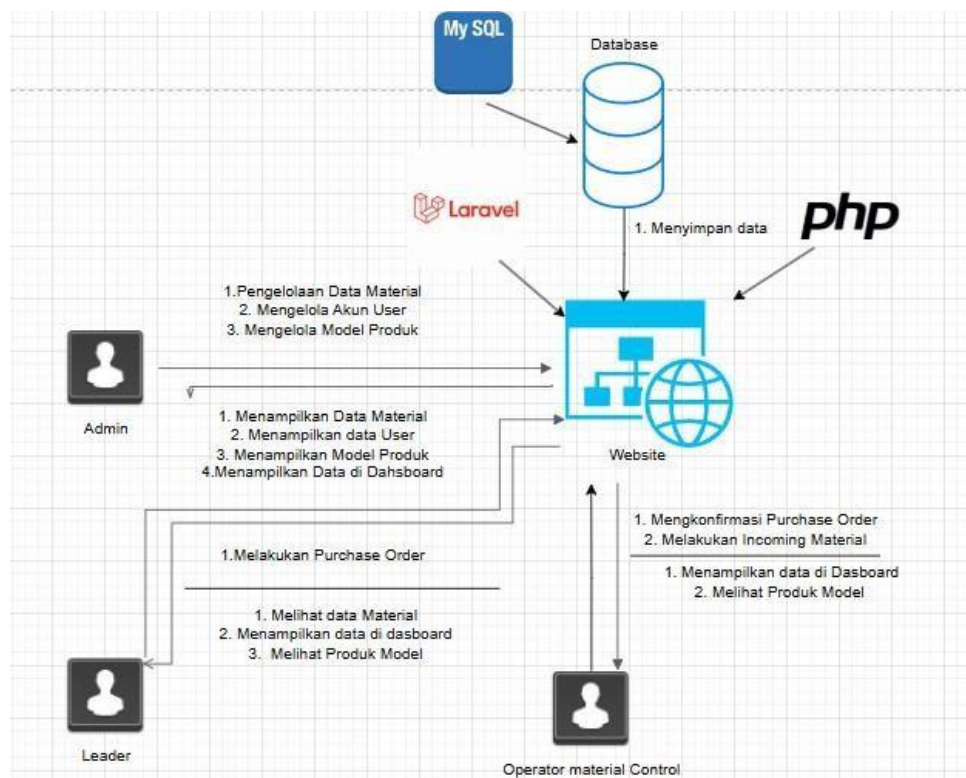 My SQL
Database
Laravel
php
1. Menyimpan data
1.Pengelolaan Data Material
2. Mengelola Akun User
3. Mengelola Model Produk
Admin
1. Menampilkan Data Material
2. Menampilkan data User
3. Menampilkan Model Produk
4.Menampilkan Data di Dahsboard
Website
1. Mengkonfirmasi Purchase Order
2. Melakukan Incoming Material
1. Menampilkan data di Dasboard
2. Melihat Produk Model
1.Melakukan Purchase Order
1. Melihat data Material
2. Menampilkan data di dasboard
3. Melihat Produk Model
Leader
Operator material Control